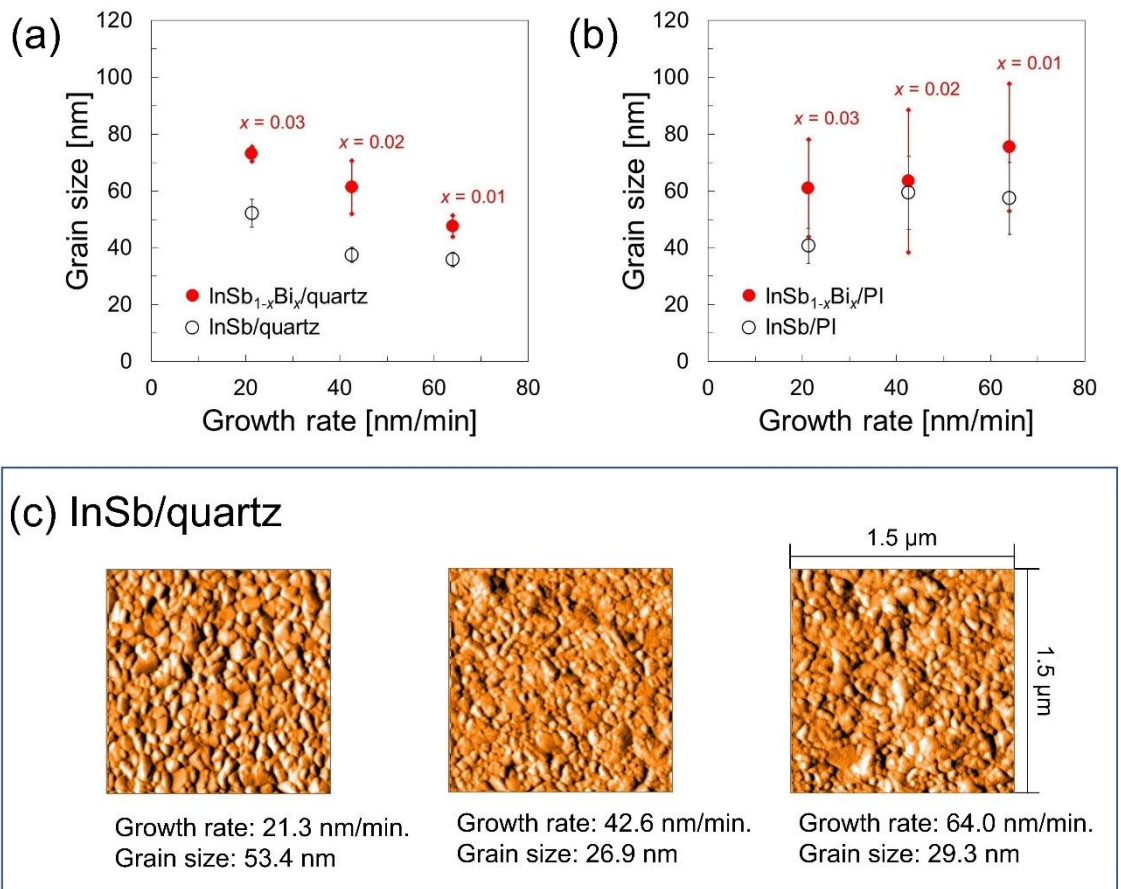 (a)
120
100
80
60
40
20
0
Grain size [nm]
x = 0.03
x = 0.02
x = 0.01
InSb1-xBix/quartz
InSb/quartz
0 20 40 60 80
Growth rate [nm/min]
(b)
120
100
80
60
40
20
0
Grain size [nm]
x = 0.03
x = 0.02
x = 0.01
InSb1-xBix/PI
InSb/PI
0 20 40 60 80
Growth rate [nm/min]
(c) InSb/quartz
1.5 µm
1.5 µm
Growth rate: 21.3 nm/min.
Grain size: 53.4 nm
Growth rate: 42.6 nm/min.
Grain size: 26.9 nm
Growth rate: 64.0 nm/min.
Grain size: 29.3 nm